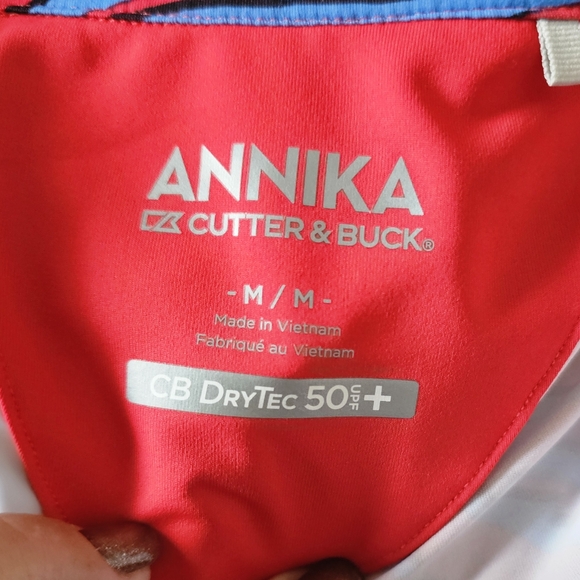 ANNIKA
CUTTER & BUCK®
- M / M -
Made in Vietnam
Fabriqué au Vietnam
CB DRYTEC 50 UPF +